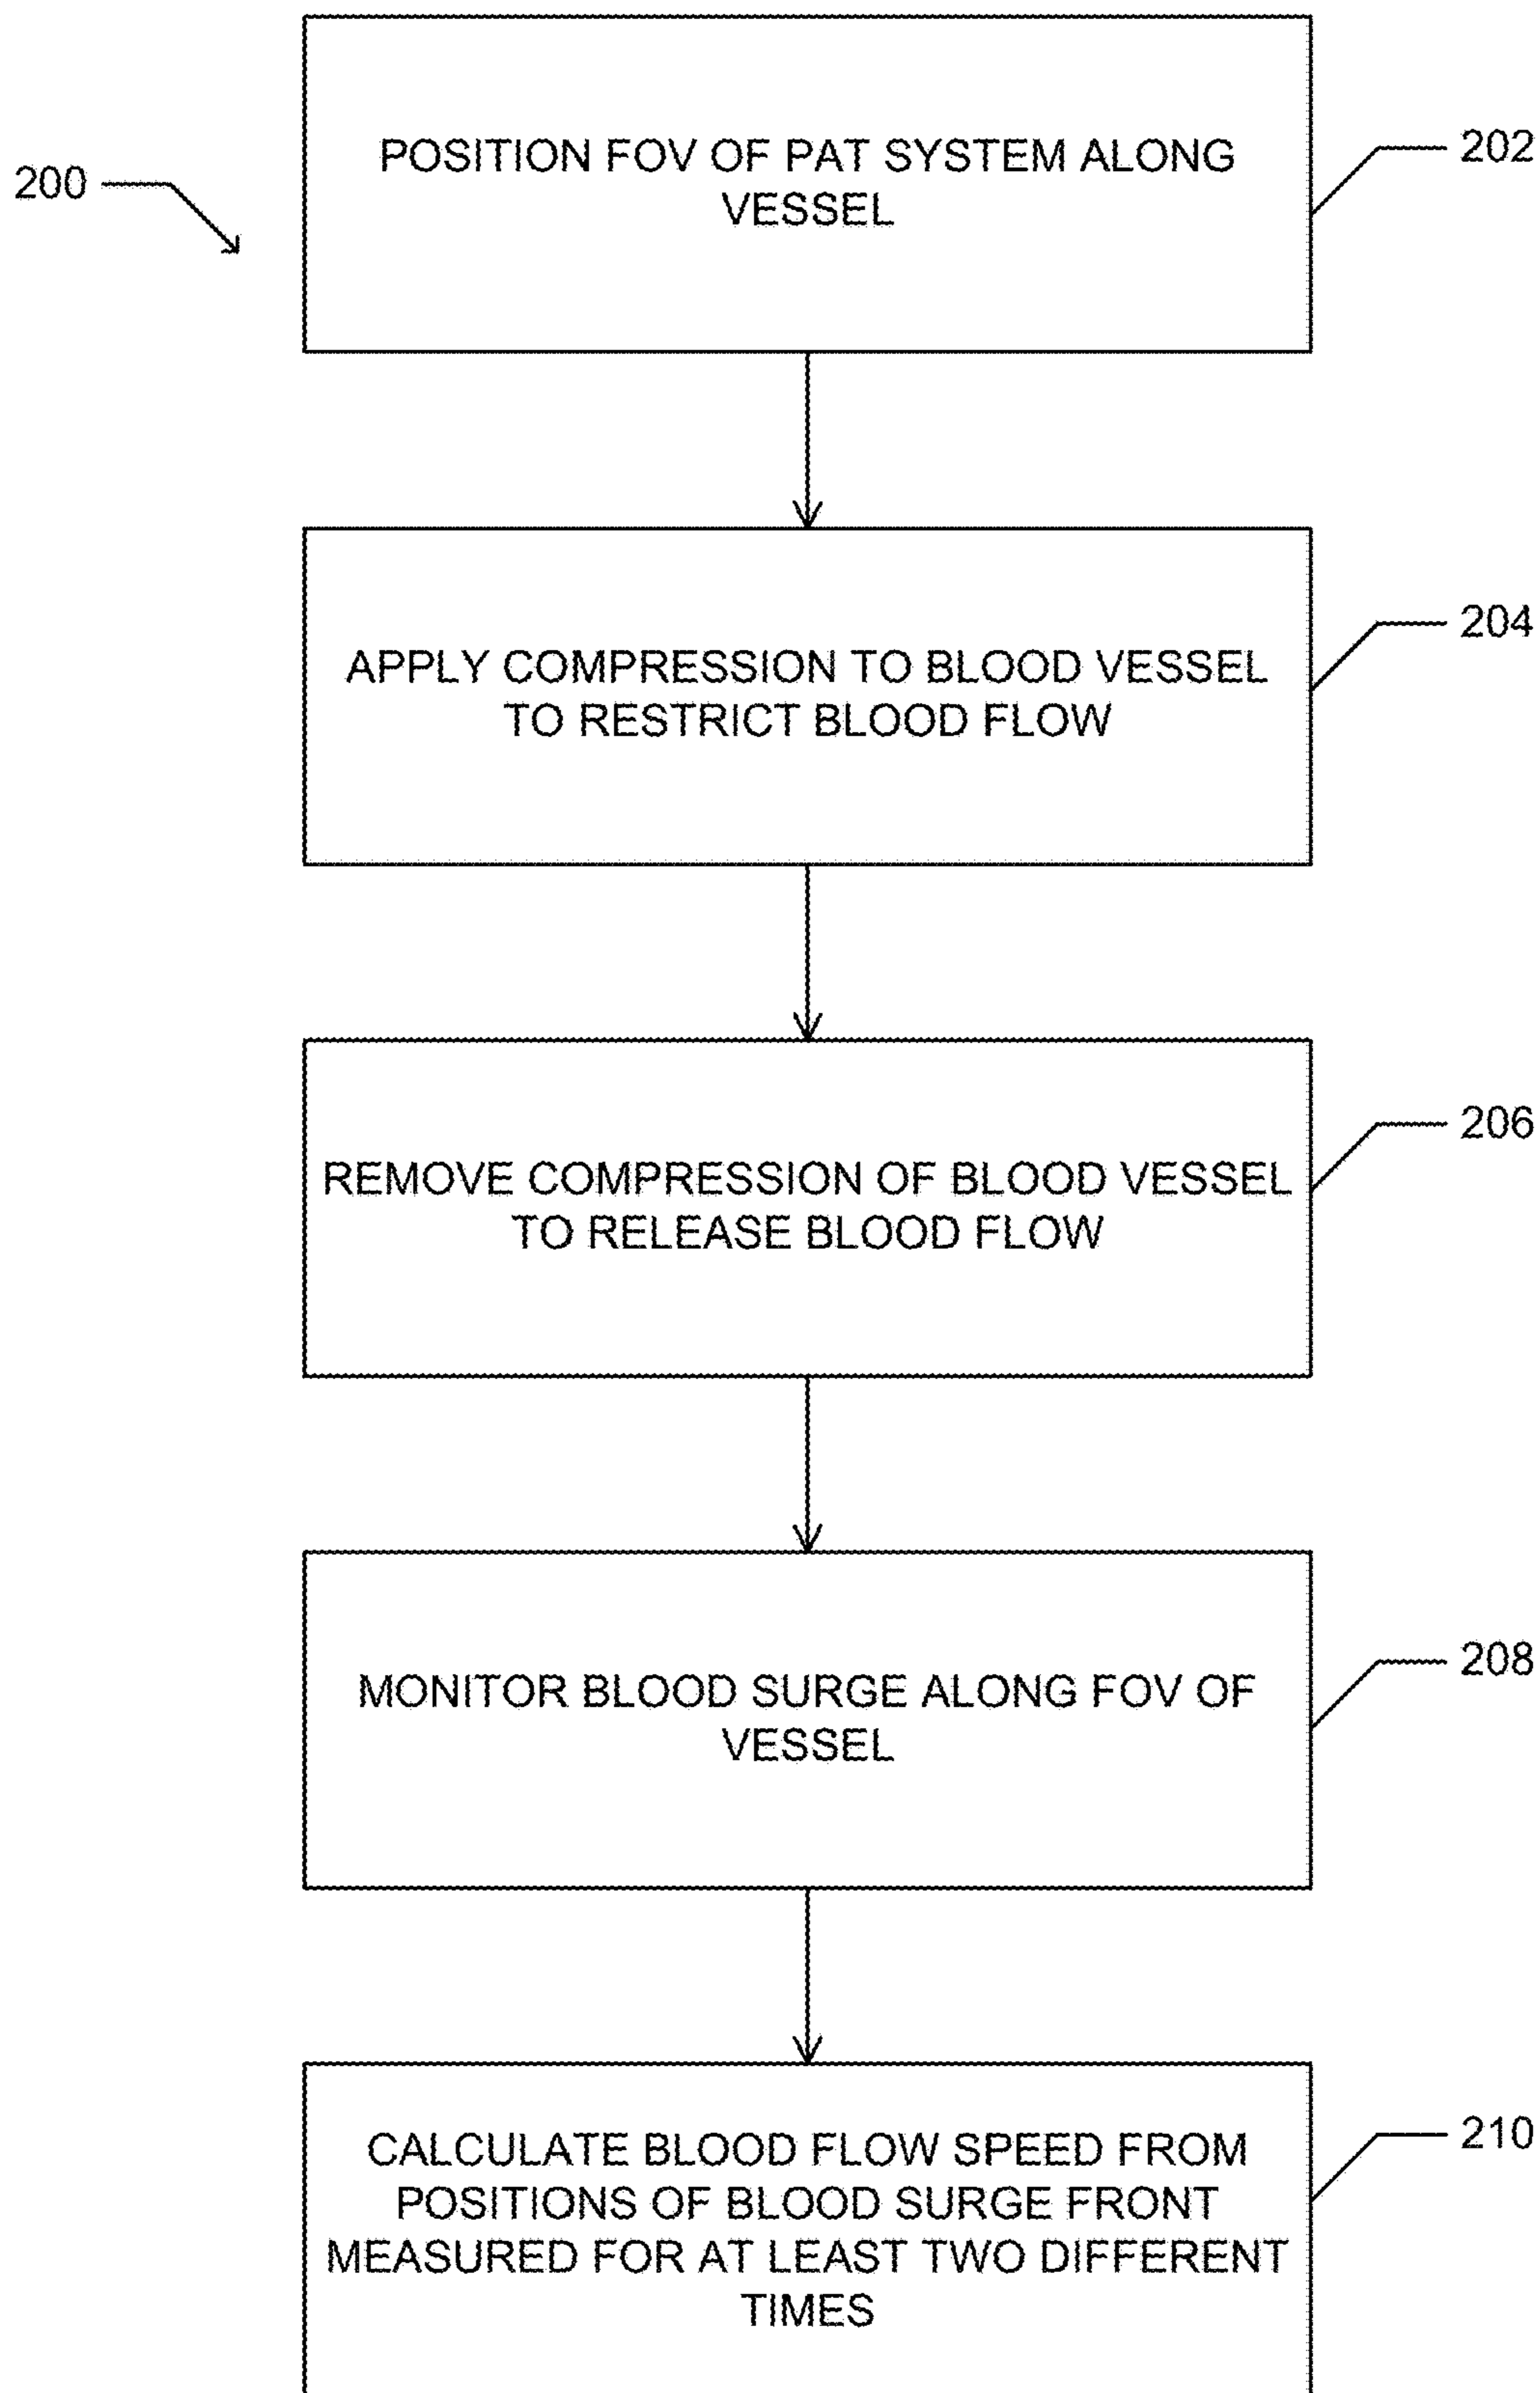 200
POSITION FOV OF PAT SYSTEM ALONG
VESSEL
202
APPLY COMPRESSION TO BLOOD VESSEL
TO RESTRICT BLOOD FLOW
204
REMOVE COMPRESSION OF BLOOD VESSEL
TO RELEASE BLOOD FLOW
206
MONITOR BLOOD SURGE ALONG FOV OF
VESSEL
208
CALCULATE BLOOD FLOW SPEED FROM
POSITIONS OF BLOOD SURGE FRONT
MEASURED FOR AT LEAST TWO DIFFERENT
TIMES
210